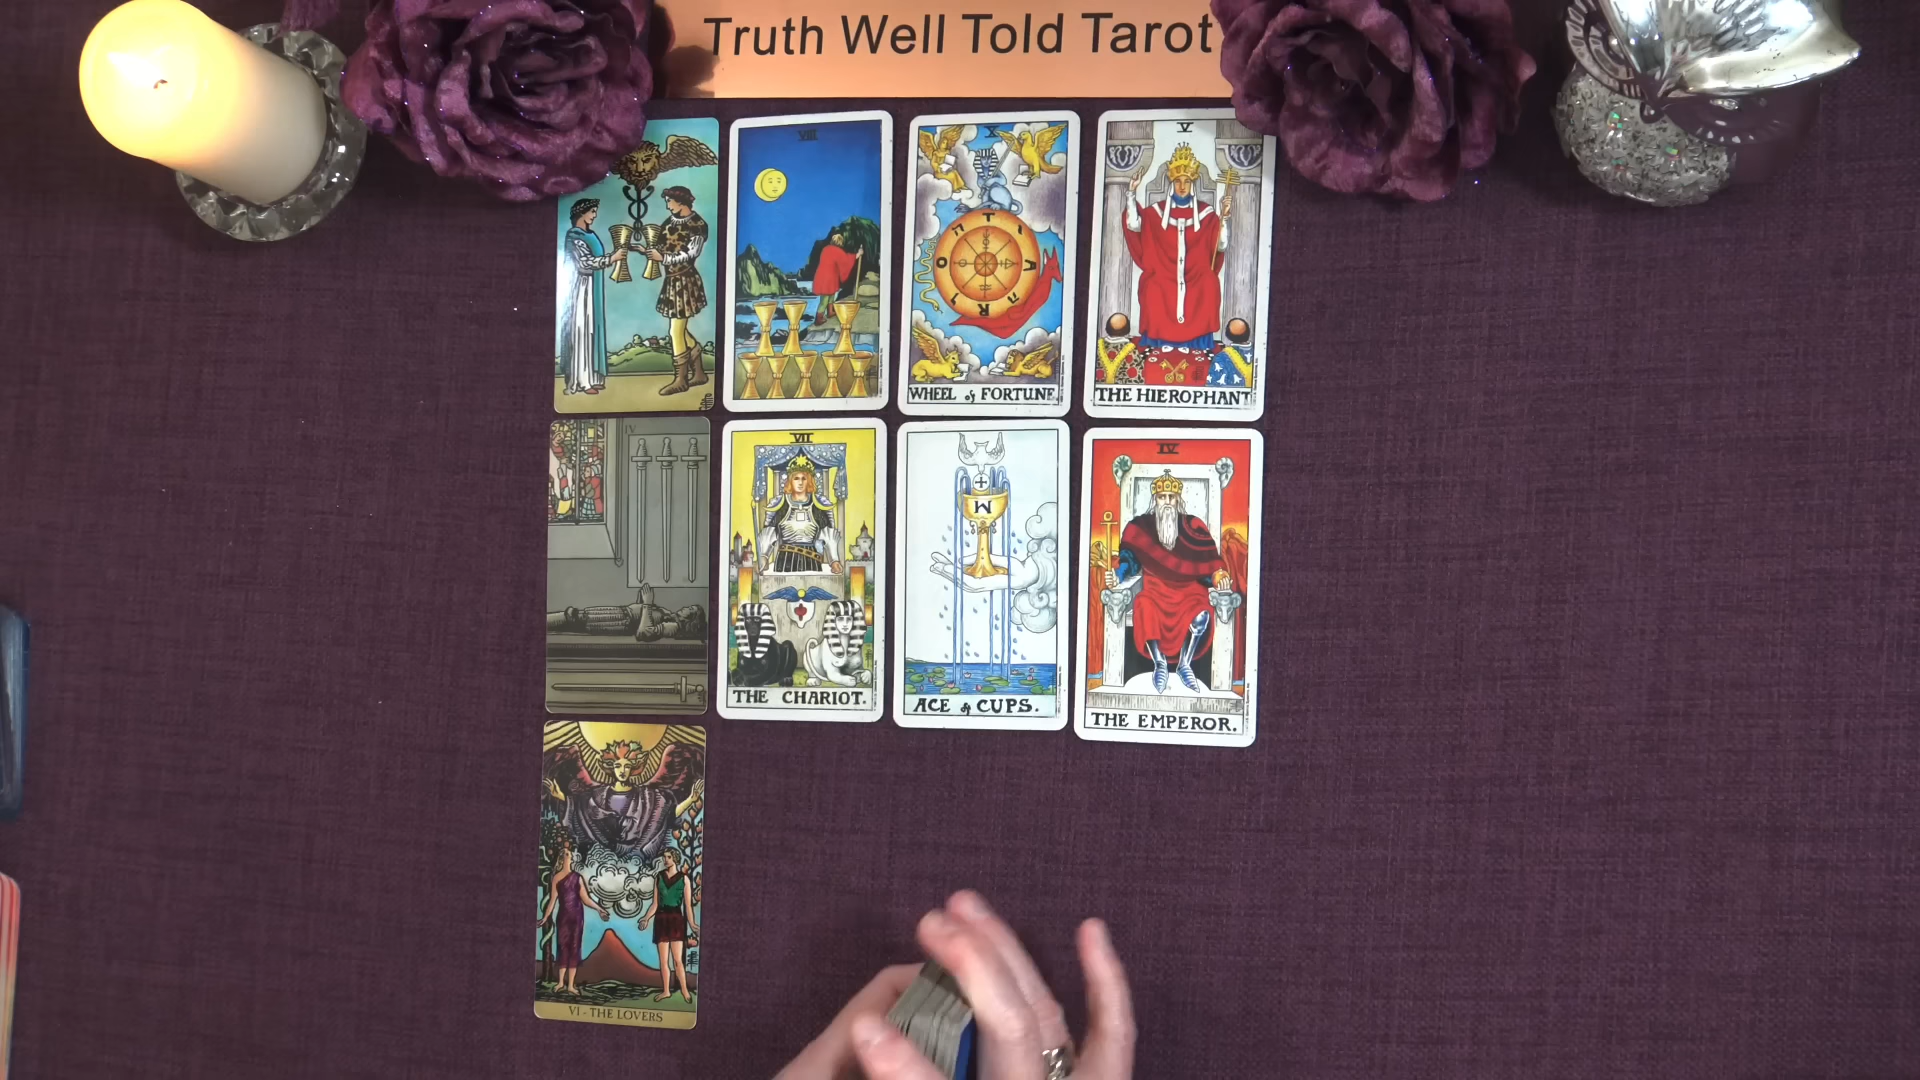 Truth Well Told Tarot
VIII
X
V
WHEEL of FORTUNE
THE HIEROPHANT
IV
VII
IV
THE CHARIOT.
ACE of CUPS.
THE EMPEROR.
VI - THE LOVERS